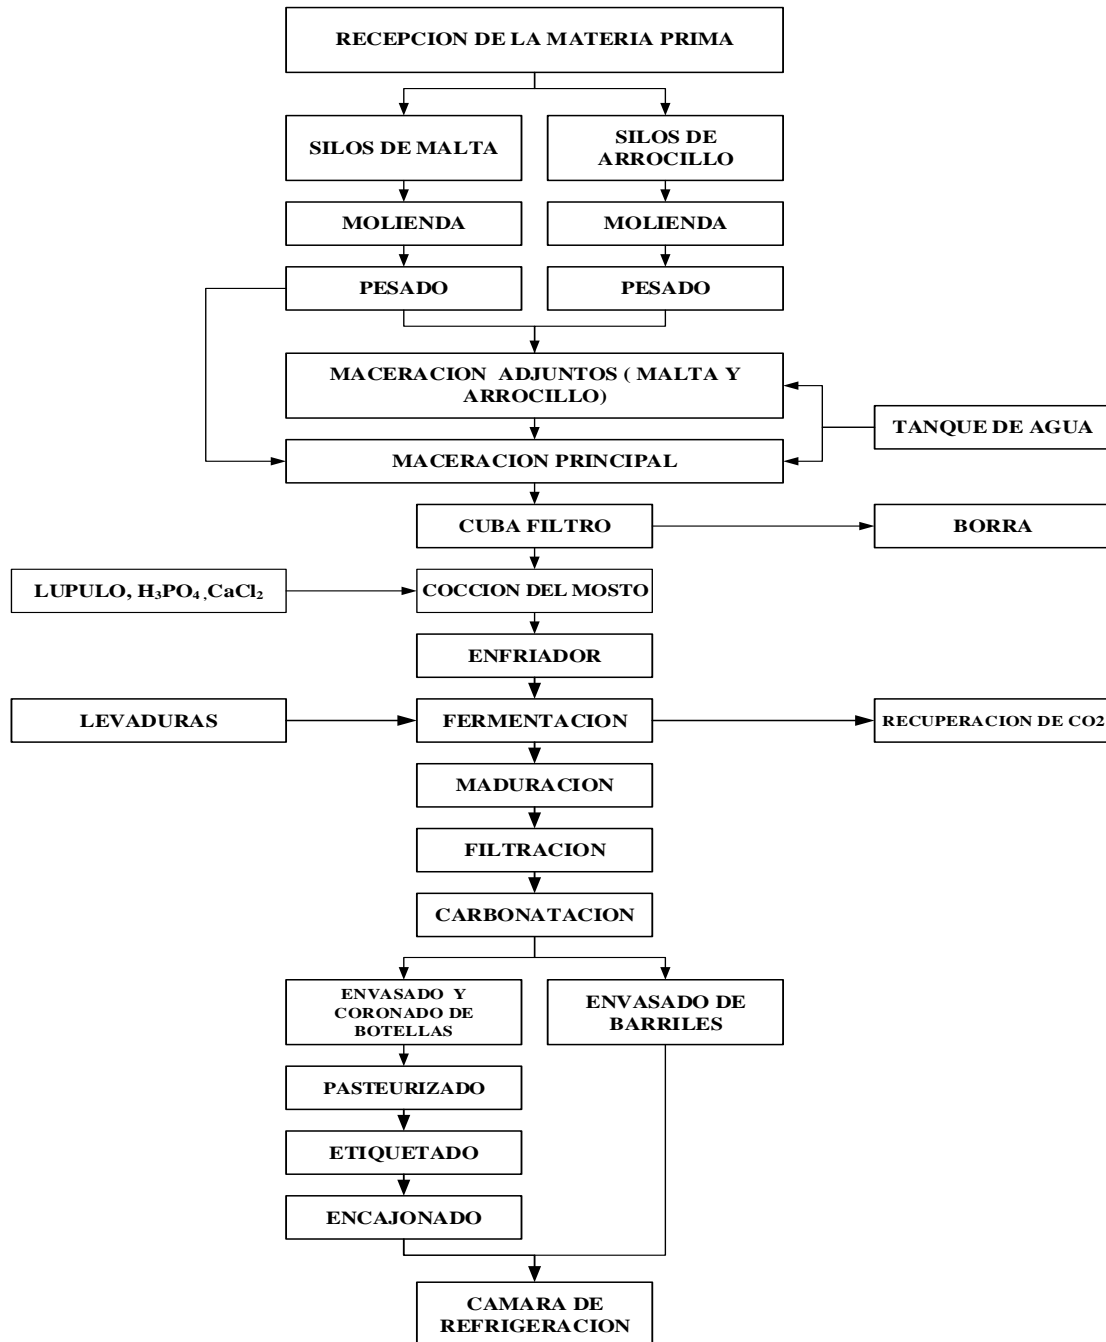 RECEPCION DE LA MATERIA PRIMA
SILOS DE MALTA
SILOS DE
ARROCILLO
MOLIENDA
MOLIENDA
PESADO
PESADO
MACERACION ADJUNTOS ( MALTA Y
ARROCILLO)
TANQUE DE AGUA
MACERACION PRINCIPAL
CUBA FILTRO
BORRA
LUPULO, H₃PO₄ ,CaCl₂
COCCION DEL MOSTO
ENFRIADOR
LEVADURAS
FERMENTACION
RECUPERACION DE CO2
MADURACION
FILTRACION
CARBONATACION
ENVASADO Y
CORONADO DE
BOTELLAS
ENVASADO DE
BARRILES
PASTEURIZADO
ETIQUETADO
ENCAJONADO
CAMARA DE
REFRIGERACION